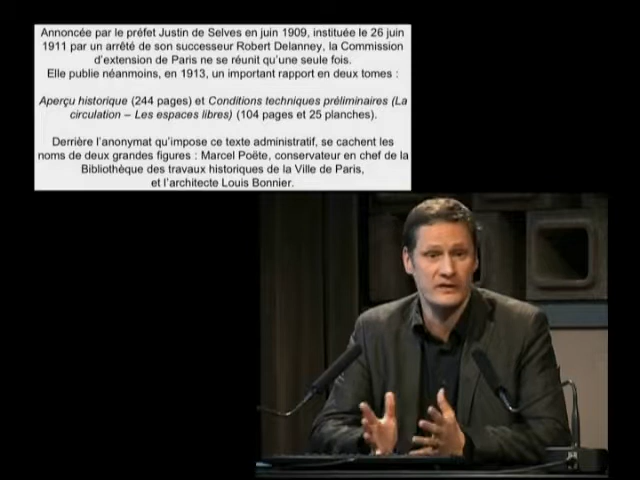 Annoncée par le préfet Justin de Selves en juin 1909, instituée le 26 juin
1911 par un arrêté de son successeur Robert Delanney, la Commission
d'extension de Paris ne se réunit qu'une seule fois.
Elle publie néanmoins, en 1913, un important rapport en deux tomes :
Aperçu historique (244 pages) et Conditions techniques préliminaires (La
circulation – Les espaces libres) (104 pages et 25 planches).
Derrière l'anonymat qu'impose ce texte administratif, se cachent les
noms de deux grandes figures : Marcel Poëte, conservateur en chef de la
Bibliothèque des travaux historiques de la Ville de Paris,
et l'architecte Louis Bonnier.